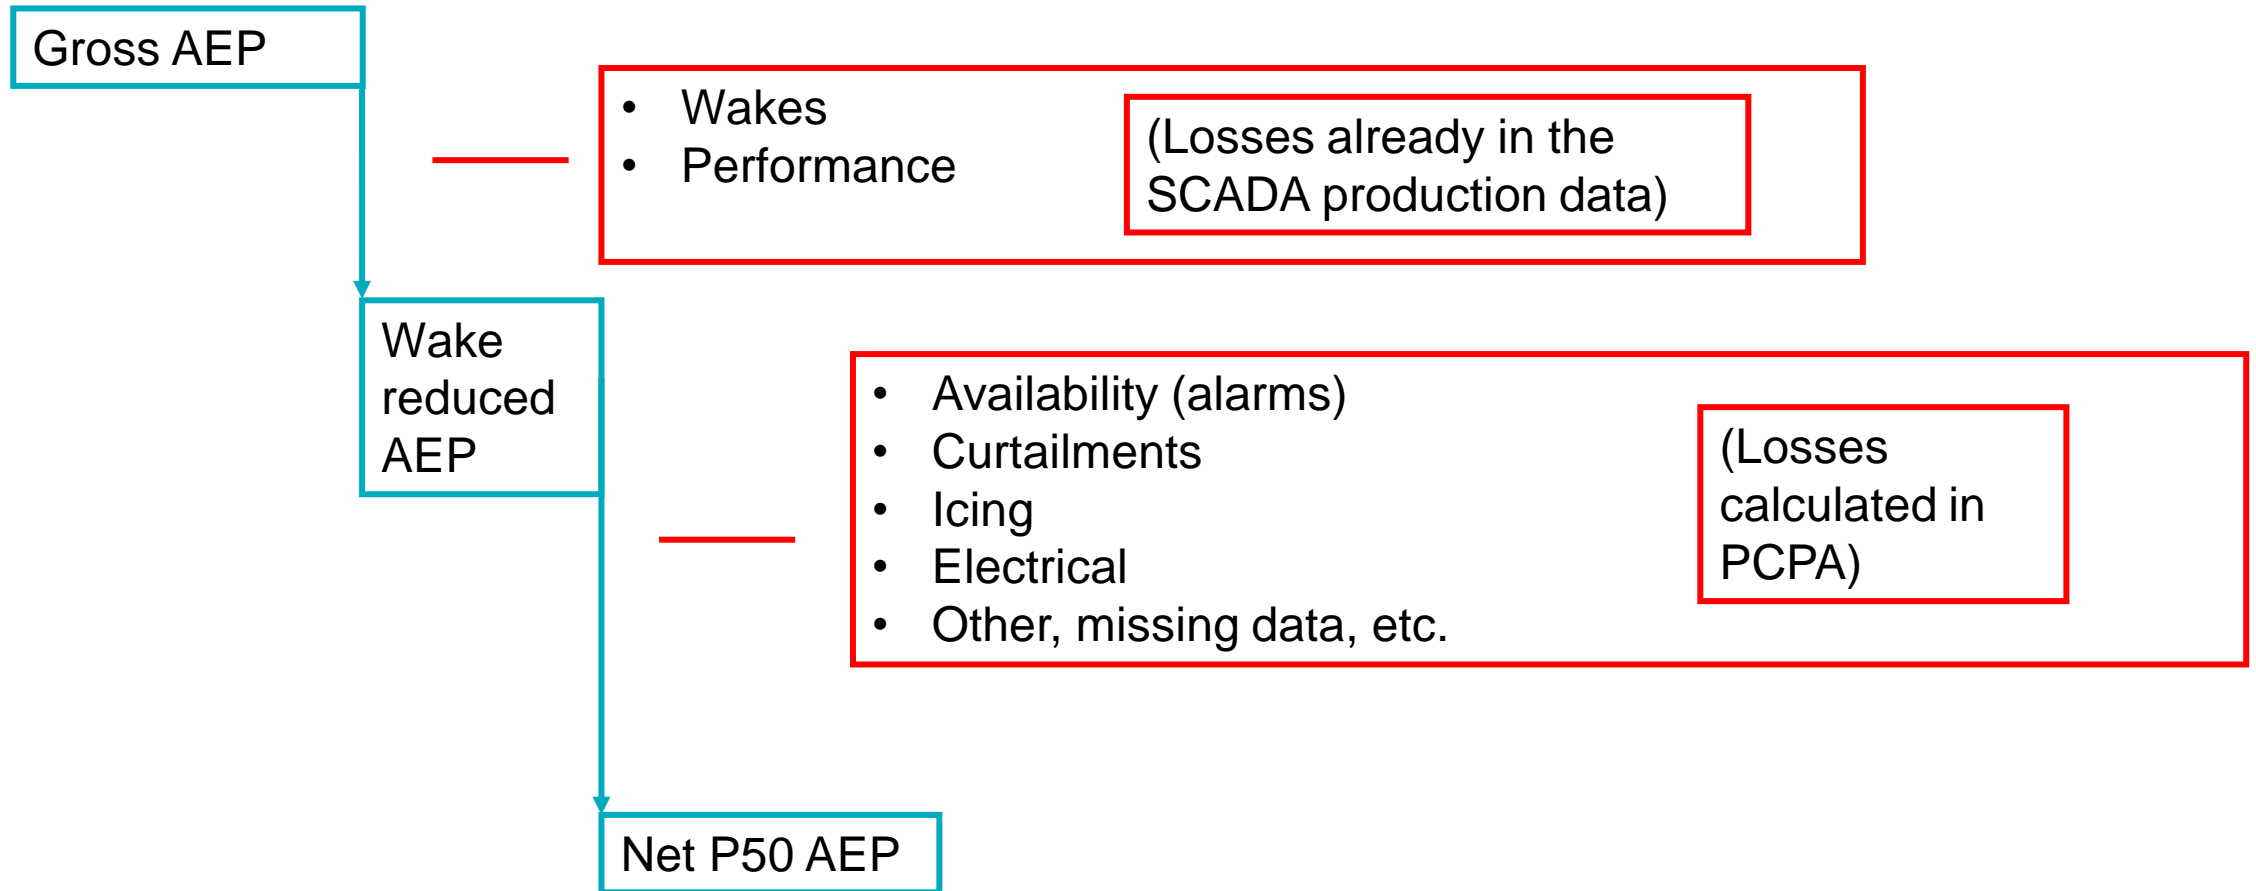 Gross AEP
• Wakes
• Performance
(Losses already in the
SCADA production data)
Wake
reduced
AEP
• Availability (alarms)
• Curtailments
• Icing
• Electrical
• Other, missing data, etc.
(Losses
calculated in
PCPA)
Net P50 AEP